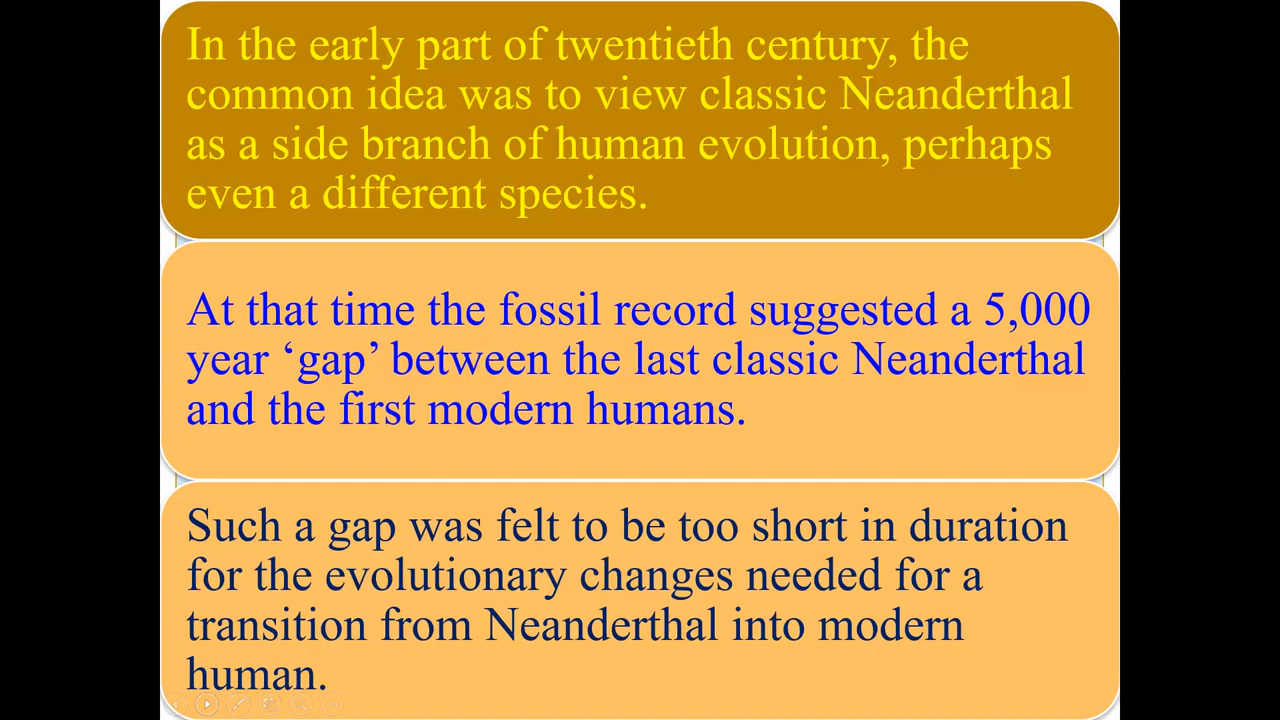 In the early part of twentieth century, the
common idea was to view classic Neanderthal
as a side branch of human evolution, perhaps
even a different species.
At that time the fossil record suggested a 5,000
year ‘gap’ between the last classic Neanderthal
and the first modern humans.
Such a gap was felt to be too short in duration
for the evolutionary changes needed for a
transition from Neanderthal into modern
human.